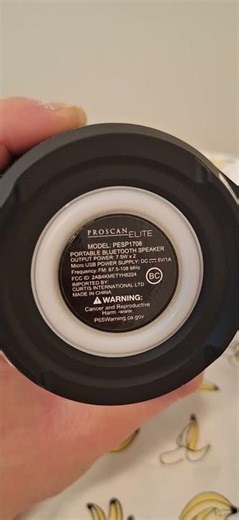 PROSCAN ELITE
MODEL: PESP1708
PORTABLE BLUETOOTH SPEAKER
OUTPUT POWER: 7.5W x 2
Micro USB POWER SUPPLY: DC ⎓ 5V/1A
Frequency FM: 87.5-108 MHz
FCC ID: 2AB4KMETYH8224
IMPORTED BY:
CURTIS INTERNATIONAL LTD.
MADE IN CHINA
BC
⚠WARNING:
Cancer and Reproductive
Harm -www.
P65Warning.ca.gov